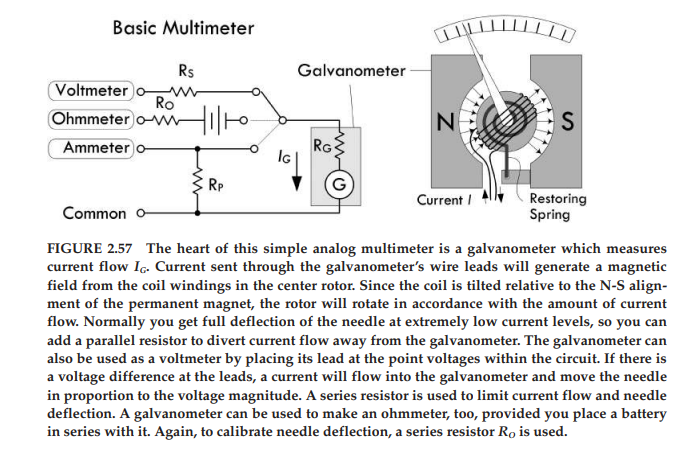 Basic Multimeter
Rs
Galvanometer
Voltmeter
Ro
Ohmmeter
N
S
Ammeter
IG
RG
RP
G
Current I
Restoring
Spring
Common
FIGURE 2.57 The heart of this simple analog multimeter is a galvanometer which measures
current flow IG. Current sent through the galvanometer's wire leads will generate a magnetic
field from the coil windings in the center rotor. Since the coil is tilted relative to the N-S align-
ment of the permanent magnet, the rotor will rotate in accordance with the amount of current
flow. Normally you get full deflection of the needle at extremely low current levels, so you can
add a parallel resistor to divert current flow away from the galvanometer. The galvanometer can
also be used as a voltmeter by placing its lead at the point voltages within the circuit. If there is
a voltage difference at the leads, a current will flow into the galvanometer and move the needle
in proportion to the voltage magnitude. A series resistor is used to limit current flow and needle
deflection. A galvanometer can be used to make an ohmmeter, too, provided you place a battery
in series with it. Again, to calibrate needle deflection, a series resistor RO is used.